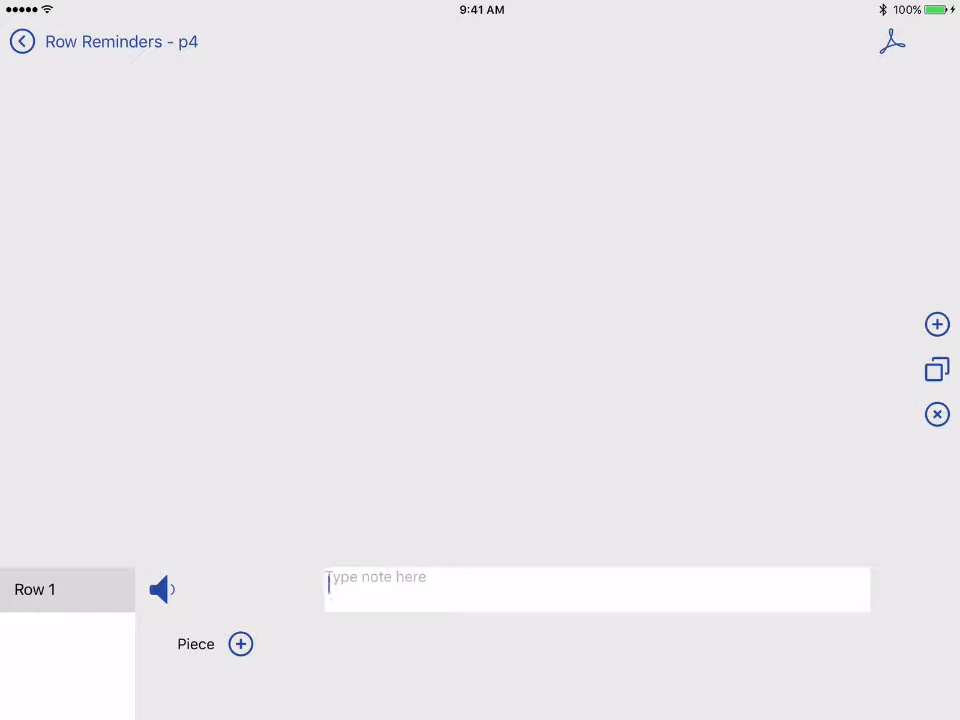 9:41 AM
100%
Row Reminders - p4
Row 1
Type note here
Piece